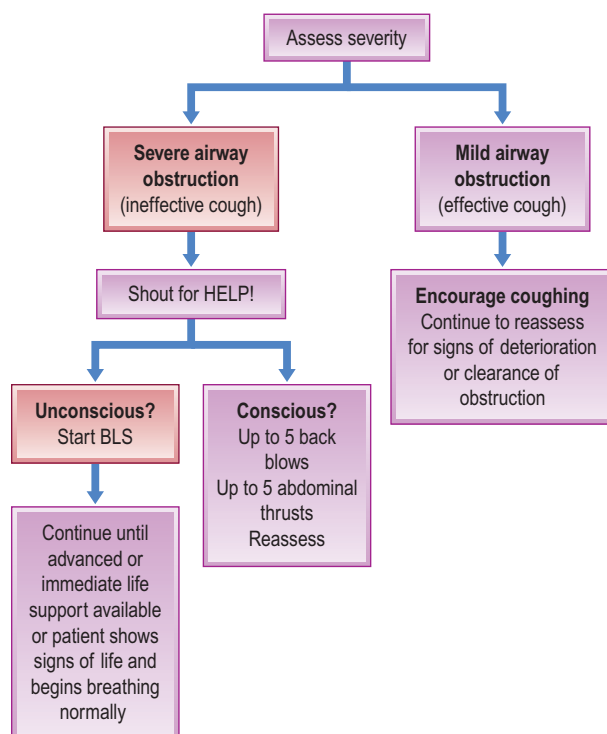 Assess severity
Severe airway
obstruction
(ineffective cough)
Mild airway
obstruction
(effective cough)
Shout for HELP!
Encourage coughing
Continue to reassess
for signs of deterioration
or clearance of
obstruction
Unconscious?
Start BLS
Conscious?
Up to 5 back
blows
Up to 5 abdominal
thrusts
Reassess
Continue until
advanced or
immediate life
support available
or patient shows
signs of life and
begins breathing
normally